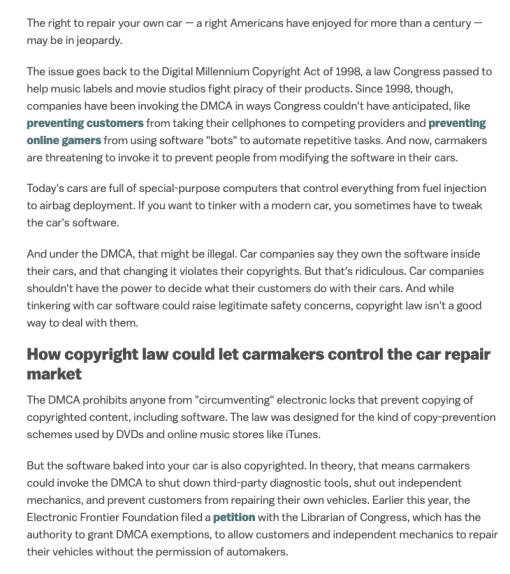 The right to repair your own car — a right Americans have enjoyed for more than a century —
may be in jeopardy.
The issue goes back to the Digital Millennium Copyright Act of 1998, a law Congress passed to
help music labels and movie studios fight piracy of their products. Since 1998, though,
companies have been invoking the DMCA in ways Congress couldn't have anticipated, like
preventing customers from taking their cellphones to competing providers and preventing
online gamers from using software "bots" to automate repetitive tasks. And now, carmakers
are threatening to invoke it to prevent people from modifying the software in their cars.
Today's cars are full of special-purpose computers that control everything from fuel injection
to airbag deployment. If you want to tinker with a modern car, you sometimes have to tweak
the car's software.
And under the DMCA, that might be illegal. Car companies say they own the software inside
their cars, and that changing it violates their copyrights. But that's ridiculous. Car companies
shouldn't have the power to decide what their customers do with their cars. And while
tinkering with car software could raise legitimate safety concerns, copyright law isn't a good
way to deal with them.
How copyright law could let carmakers control the car repair
market
The DMCA prohibits anyone from "circumventing" electronic locks that prevent copying of
copyrighted content, including software. The law was designed for the kind of copy-prevention
schemes used by DVDs and online music stores like iTunes.
But the software baked into your car is also copyrighted. In theory, that means carmakers
could invoke the DMCA to shut down third-party diagnostic tools, shut out independent
mechanics, and prevent customers from repairing their own vehicles. Earlier this year, the
Electronic Frontier Foundation filed a petition with the Librarian of Congress, which has the
authority to grant DMCA exemptions, to allow customers and independent mechanics to repair
their vehicles without the permission of automakers.